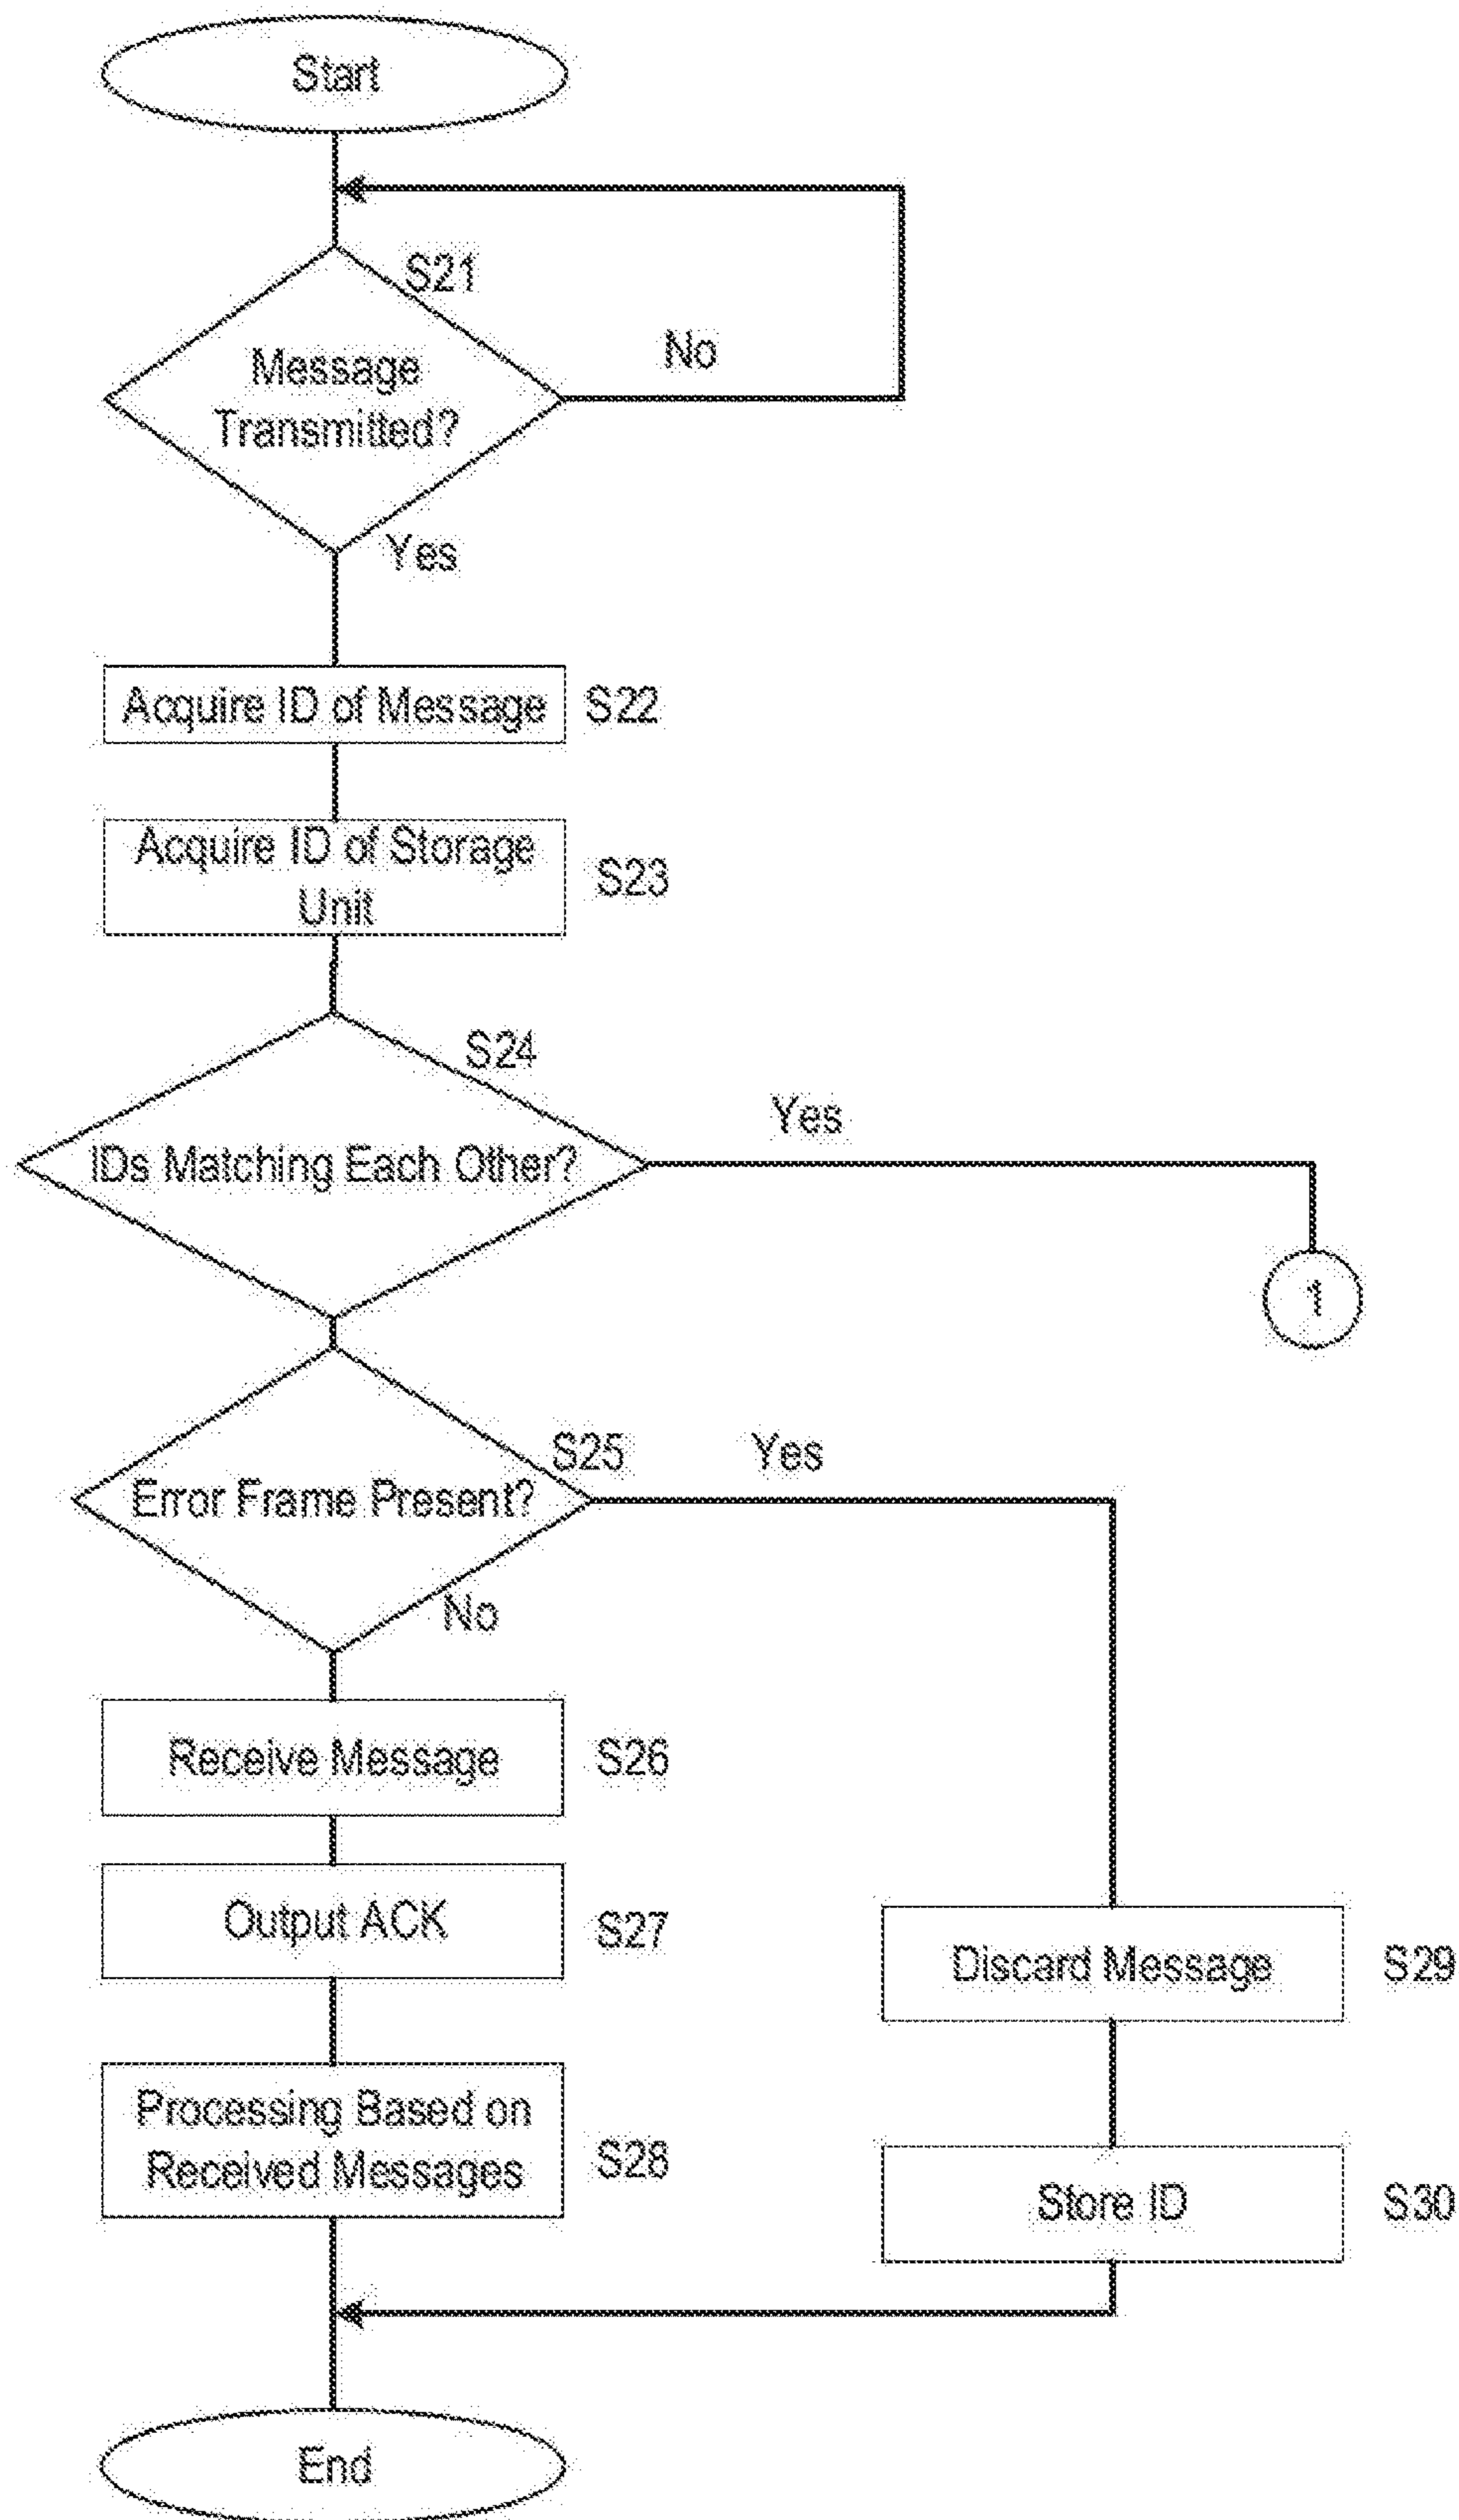 Start
S21
No
Message
Transmitted?
Yes
Acquire ID of Message
S22
Acquire ID of Storage
Unit
S23
S24
Yes
IDs Matching Each Other?
1
S25
Yes
Error Frame Present?
No
Receive Message
S26
Output ACK
S27
Discard Message
S29
Processing Based on
Received Messages
S28
Store ID
S30
End